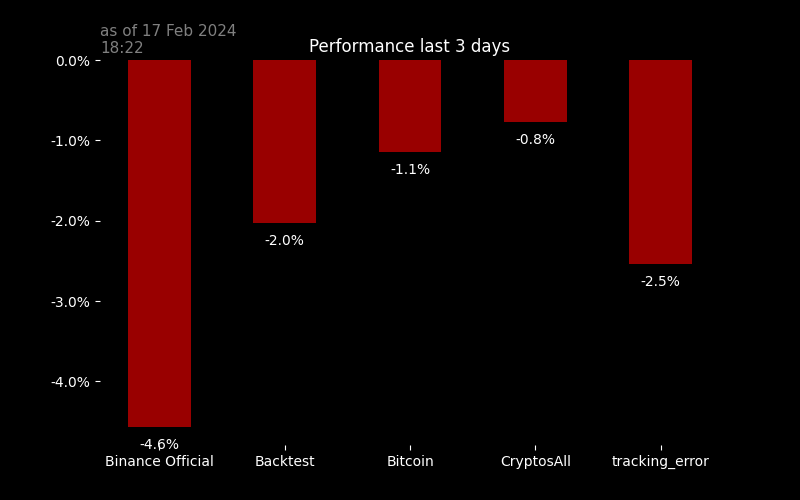 as of 17 Feb 2024
18:22
Performance last 3 days
0.0%
-1.0%
-2.0%
-3.0%
-4.0%
-4.6%
-2.0%
-1.1%
-0.8%
-2.5%
Binance Official
Backtest
Bitcoin
CryptosAll
tracking_error